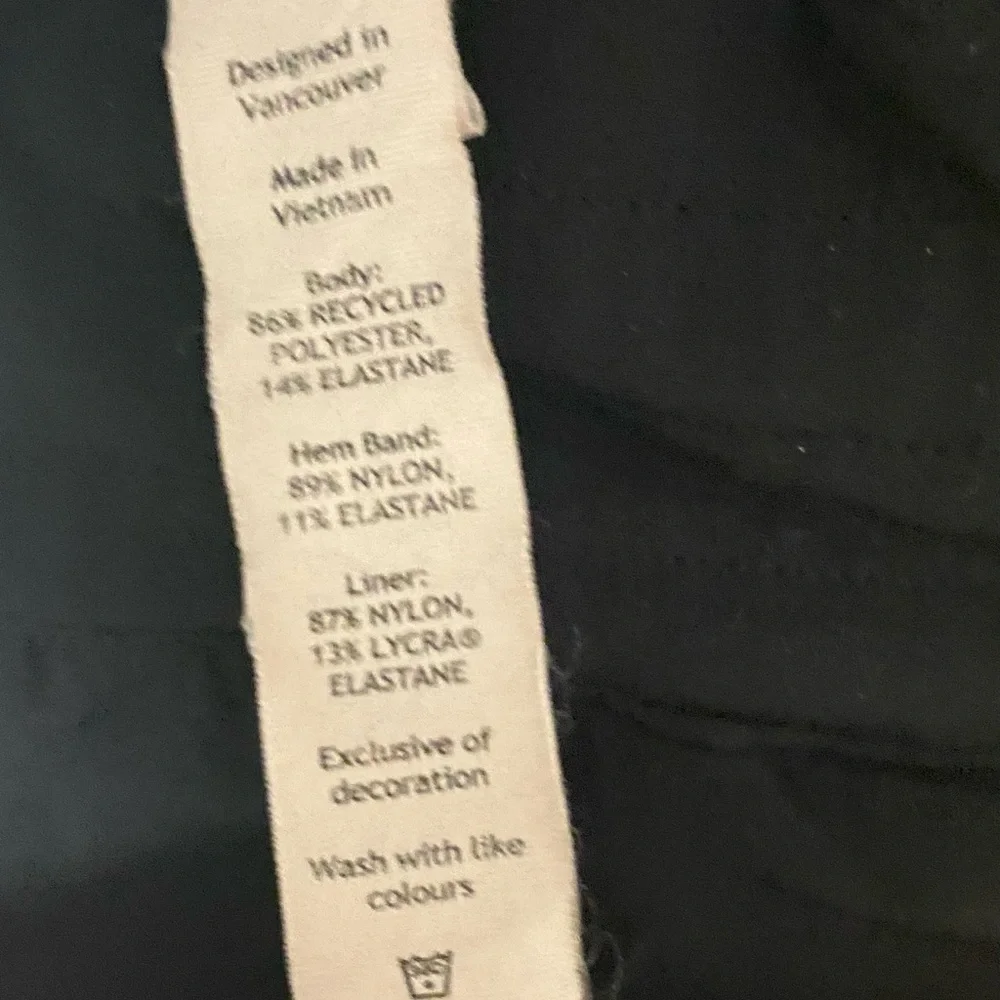 Designed in
Vancouver
Made in
Vietnam
Body:
86% RECYCLED
POLYESTER,
14% ELASTANE
Hem Band:
89% NYLON,
11% ELASTANE
Liner:
87% NYLON,
13% LYCRA®
ELASTANE
Exclusive of
decoration
Wash with like
colours